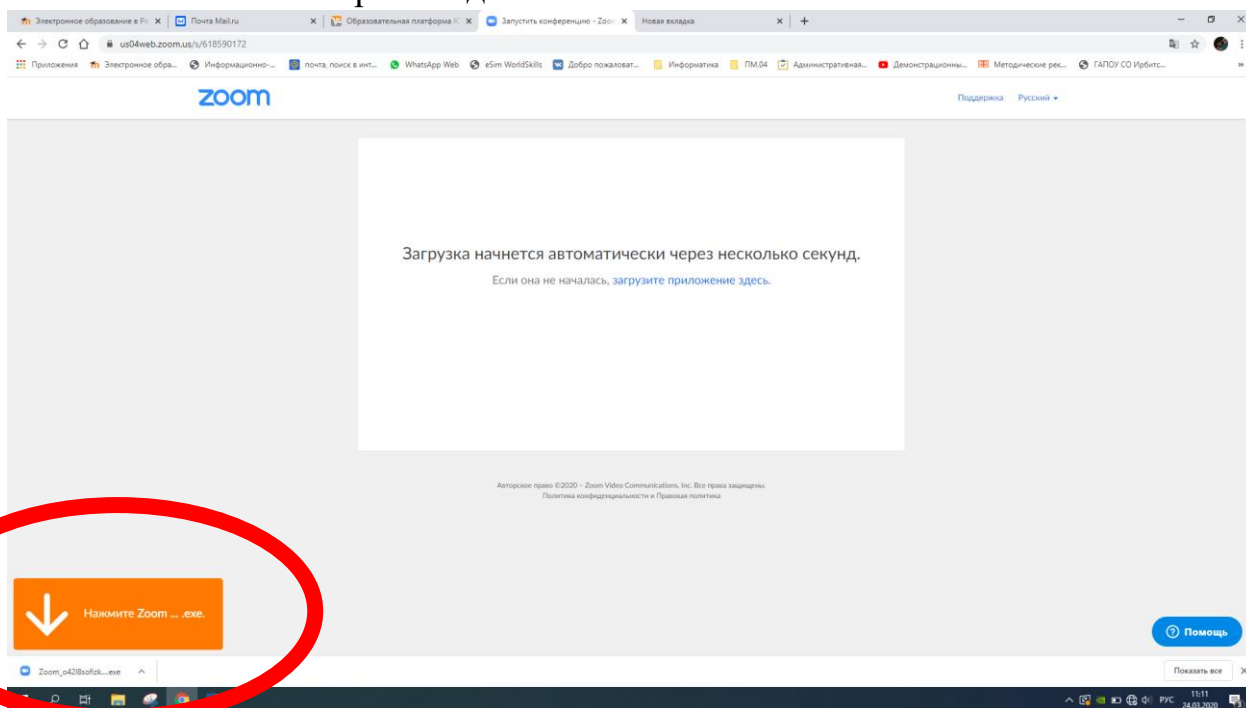 Электронное образование в Ре
Почта Mail.ru
Образовательная платформа К
Запустить конференцию - Zoo
Новая вкладка
us04web.zoom.us/s/618590172
Приложения
Электронное обра...
Информационно-...
почта, поиск в инт...
WhatsApp Web
eSim WorldSkills
Добро пожаловат...
Информатика
ПМ.04
Административная...
Демонстрационны...
Методические рек...
ГАПОУ СО Ирбитс...
»
zoom
Поддержка
Русский
Загрузка начнется автоматически через несколько секунд.
Если она не началась, загрузите приложение здесь.
Авторское право ©2020 - Zoom Video Communications, Inc. Все права защищены.
Политика конфиденциальности и Правовая политика
Нажмите Zoom ... .exe.
Помощь
Показать все
РУС
11:11
24.03.2020